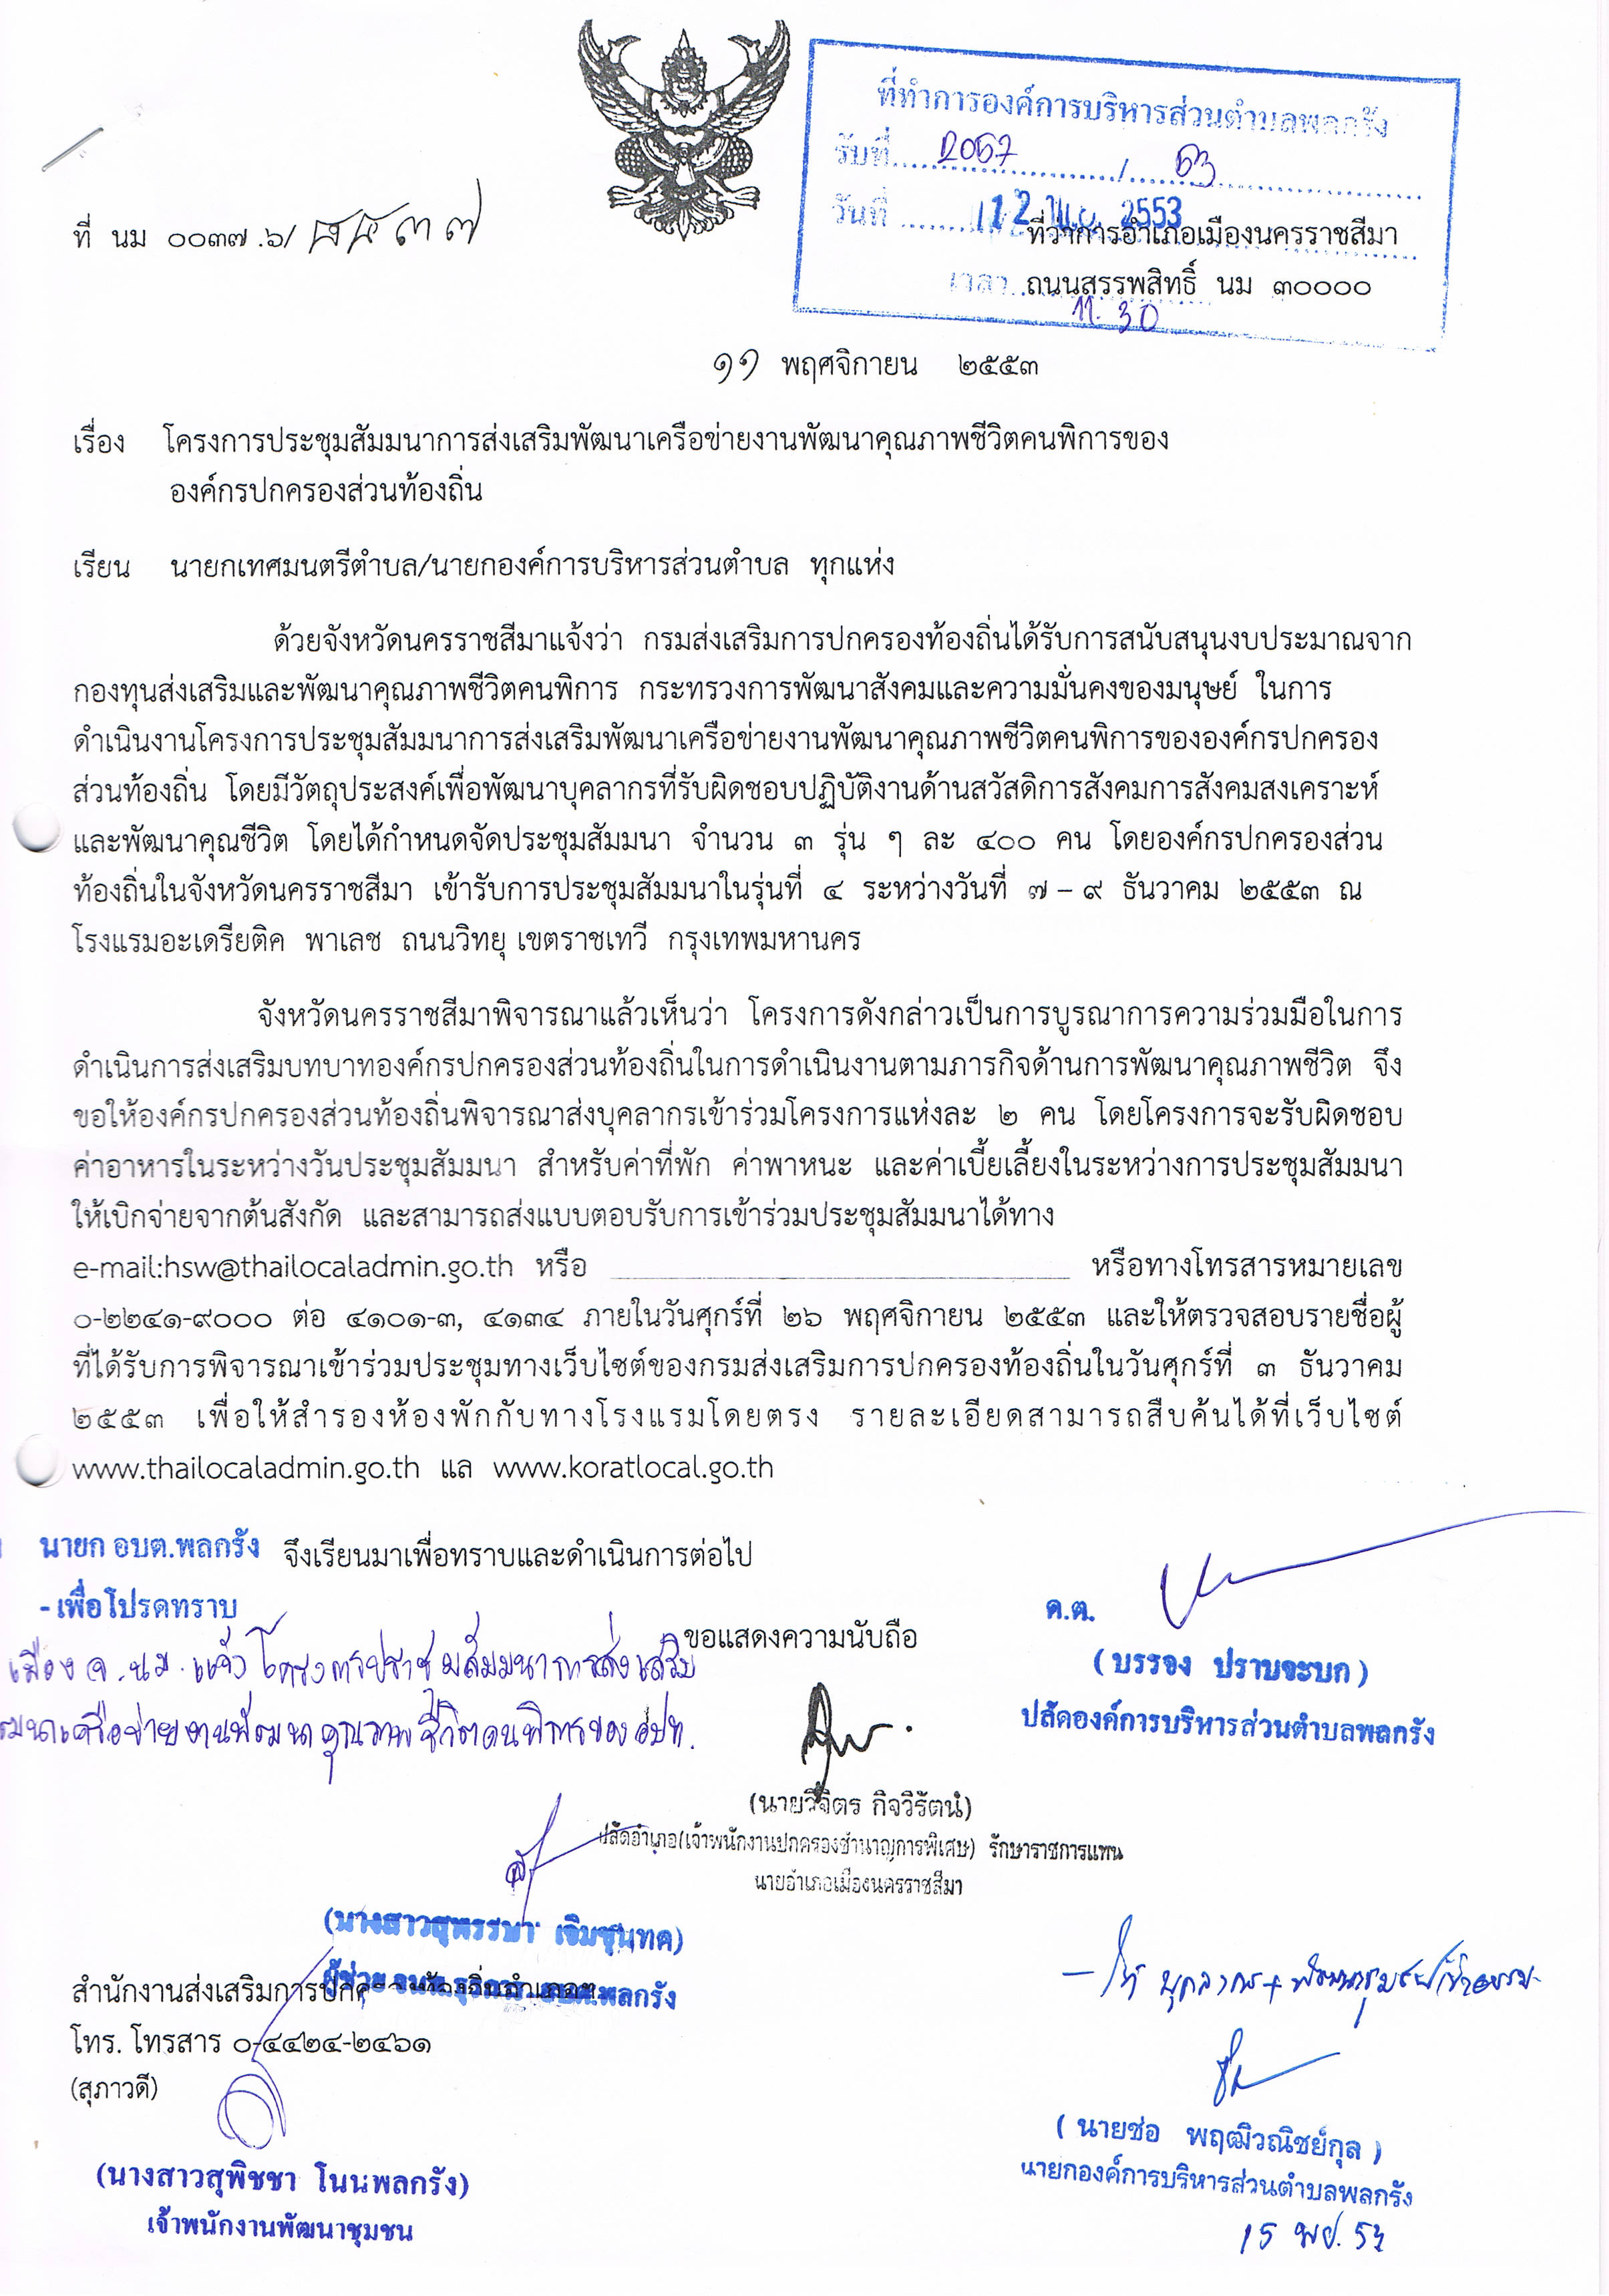 ที่ทำการองค์การบริหารส่วนตำบลพลกรัง
รับที่ 2067 / 53
วันที่ 12 พ.ย. 2553
เวลา 11.30
ที่ นม ๐๐๓๗.๖/
ที่ว่าการอำเภอเมืองนครราชสีมา
ถนนสรรพสิทธิ์ นม ๓๐๐๐๐
๑๑ พฤศจิกายน ๒๕๕๓
เรื่อง โครงการประชุมสัมมนาการส่งเสริมพัฒนาเครือข่ายงานพัฒนาคุณภาพชีวิตคนพิการของ
องค์กรปกครองส่วนท้องถิ่น
เรียน นายกเทศมนตรีตำบล/นายกองค์การบริหารส่วนตำบล ทุกแห่ง
ด้วยจังหวัดนครราชสีมาแจ้งว่า กรมส่งเสริมการปกครองท้องถิ่นได้รับการสนับสนุนงบประมาณจาก
กองทุนส่งเสริมและพัฒนาคุณภาพชีวิตคนพิการ กระทรวงการพัฒนาสังคมและความมั่นคงของมนุษย์ ในการ
ดำเนินงานโครงการประชุมสัมมนาการส่งเสริมพัฒนาเครือข่ายงานพัฒนาคุณภาพชีวิตคนพิการขององค์กรปกครอง
ส่วนท้องถิ่น โดยมีวัตถุประสงค์เพื่อพัฒนาบุคลากรที่รับผิดชอบปฏิบัติงานด้านสวัสดิการสังคมการสังคมสงเคราะห์
และพัฒนาคุณชีวิต โดยได้กำหนดจัดประชุมสัมมนา จำนวน ๓ รุ่น ๆ ละ ๔๐๐ คน โดยองค์กรปกครองส่วน
ท้องถิ่นในจังหวัดนครราชสีมา เข้ารับการประชุมสัมมนาในรุ่นที่ ๔ ระหว่างวันที่ ๗ – ๙ ธันวาคม ๒๕๕๓ ณ
โรงแรมอะเดรียติค พาเลช ถนนวิทยุ เขตราชเทวี กรุงเทพมหานคร
จังหวัดนครราชสีมาพิจารณาแล้วเห็นว่า โครงการดังกล่าวเป็นการบูรณาการความร่วมมือในการ
ดำเนินการส่งเสริมบทบาทองค์กรปกครองส่วนท้องถิ่นในการดำเนินงานตามภารกิจด้านการพัฒนาคุณภาพชีวิต จึง
ขอให้องค์กรปกครองส่วนท้องถิ่นพิจารณาส่งบุคลากรเข้าร่วมโครงการแห่งละ ๒ คน โดยโครงการจะรับผิดชอบ
ค่าอาหารในระหว่างวันประชุมสัมมนา สำหรับค่าที่พัก ค่าพาหนะ และค่าเบี้ยเลี้ยงในระหว่างการประชุมสัมมนา
ให้เบิกจ่ายจากต้นสังกัด และสามารถส่งแบบตอบรับการเข้าร่วมประชุมสัมมนาได้ทาง
e-mail:hsw@thailocaladmin.go.th หรือ หรือทางโทรสารหมายเลข
๐-๒๒๔๑-๙๐๐๐ ต่อ ๔๑๐๑-๓, ๔๑๓๔ ภายในวันศุกร์ที่ ๒๖ พฤศจิกายน ๒๕๕๓ และให้ตรวจสอบรายชื่อผู้
ที่ได้รับการพิจารณาเข้าร่วมประชุมทางเว็บไซต์ของกรมส่งเสริมการปกครองท้องถิ่นในวันศุกร์ที่ ๓ ธันวาคม
๒๕๕๓ เพื่อให้สำรองห้องพักกับทางโรงแรมโดยตรง รายละเอียดสามารถสืบค้นได้ที่เว็บไซต์
www.thailocaladmin.go.th แล www.koratlocal.go.th
นายก อบต.พลกรัง จึงเรียนมาเพื่อทราบและดำเนินการต่อไป
- เพื่อโปรดทราบ
ขอแสดงความนับถือ
เมือง จ.นม. แจ้งโครงการประชุมสัมมนาการส่งเสริม
พัฒนาเครือข่ายงานพัฒนาคุณภาพชีวิตคนพิการของ อปท.
ด.ต.
(บรรจง ปราบจะบก)
ปลัดองค์การบริหารส่วนตำบลพลกรัง
(นายวิจิตร กิจวิรัตน์)
ปลัดอำเภอ(เจ้าพนักงานปกครองชำนาญการพิเศษ) รักษาราชการแทน
นายอำเภอเมืองนครราชสีมา
(นางสาวสุพรรษา)
ผู้ช่วย จนท.ธุรการ อบต.พลกรัง
สำนักงานส่งเสริมการปกครองท้องถิ่นอำเภอฯ
โทร. โทรสาร ๐-๔๔๒๔-๒๔๖๑
(สุภาวดี)
(นางสาวสุพิชชา โนนพลกรัง)
เจ้าพนักงานพัฒนาชุมชน
- ให้ บุคลากร + พัฒนาชุมชน
(นายช่อ พฤฒิวณิชย์กุล)
นายกองค์การบริหารส่วนตำบลพลกรัง
15 พ.ย. 53